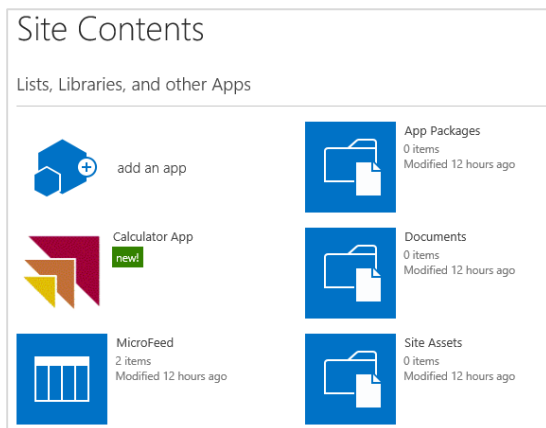 Site Contents
Lists, Libraries, and other Apps
add an app
App Packages
0 items
Modified 12 hours ago
Calculator App
new!
Documents
0 items
Modified 12 hours ago
MicroFeed
2 items
Modified 12 hours ago
Site Assets
0 items
Modified 12 hours ago